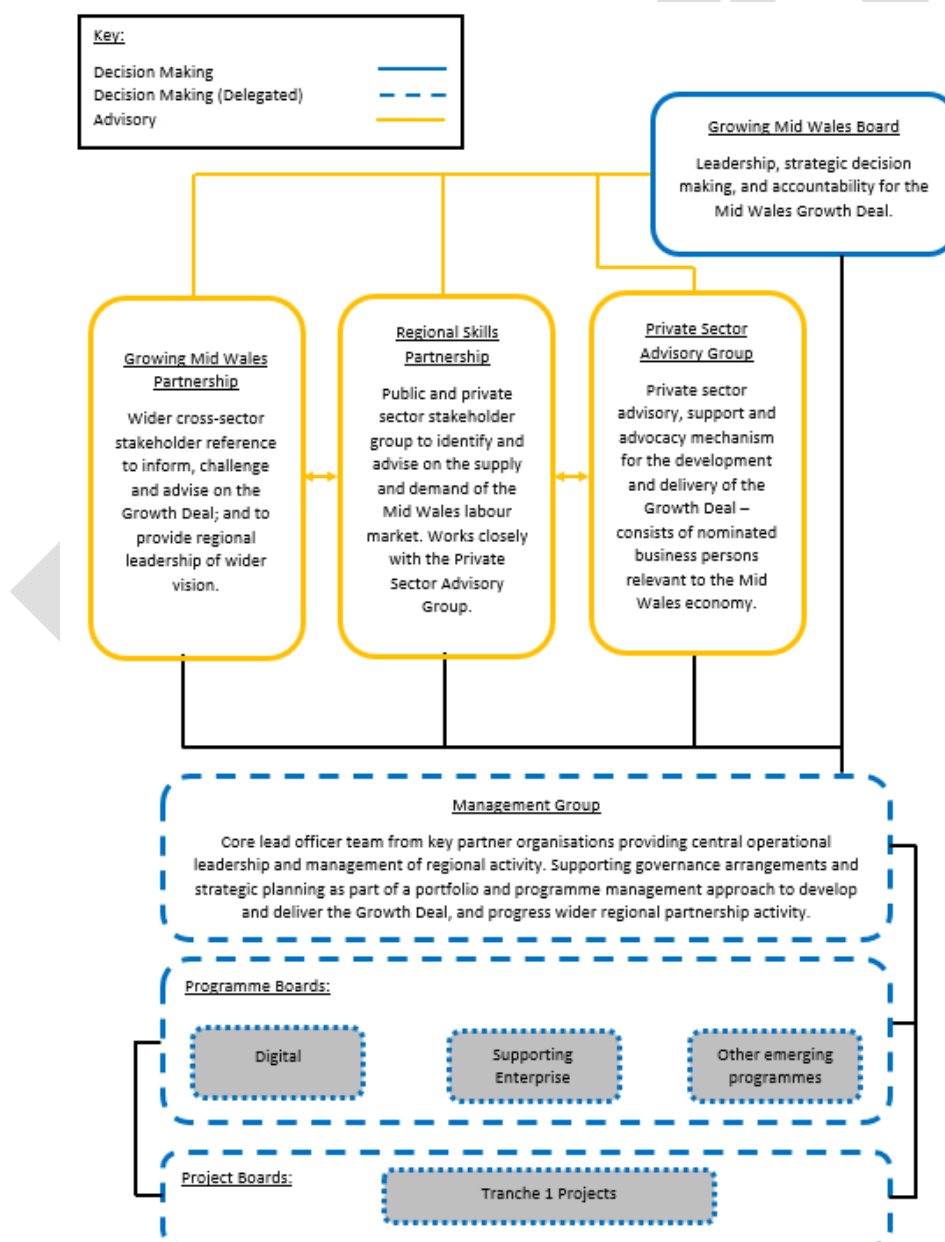 Key:
Decision Making
Decision Making (Delegated)
Advisory
Growing Mid Wales Board
Leadership, strategic decision
making, and accountability for the
Mid Wales Growth Deal.
Growing Mid Wales
Partnership
Wider cross-sector
stakeholder reference
to inform, challenge
and advise on the
Growth Deal; and to
provide regional
leadership of wider
vision.
Regional Skills
Partnership
Public and private
sector stakeholder
group to identify and
advise on the supply
and demand of the
Mid Wales labour
market. Works closely
with the Private
Sector Advisory
Group.
Private Sector
Advisory Group
Private sector
advisory, support and
advocacy mechanism
for the development
and delivery of the
Growth Deal –
consists of nominated
business persons
relevant to the Mid
Wales economy.
Management Group
Core lead officer team from key partner organisations providing central operational
leadership and management of regional activity. Supporting governance arrangements and
strategic planning as part of a portfolio and programme management approach to develop
and deliver the Growth Deal, and progress wider regional partnership activity.
Programme Boards:
Digital
Supporting
Enterprise
Other emerging
programmes
Project Boards:
Tranche 1 Projects